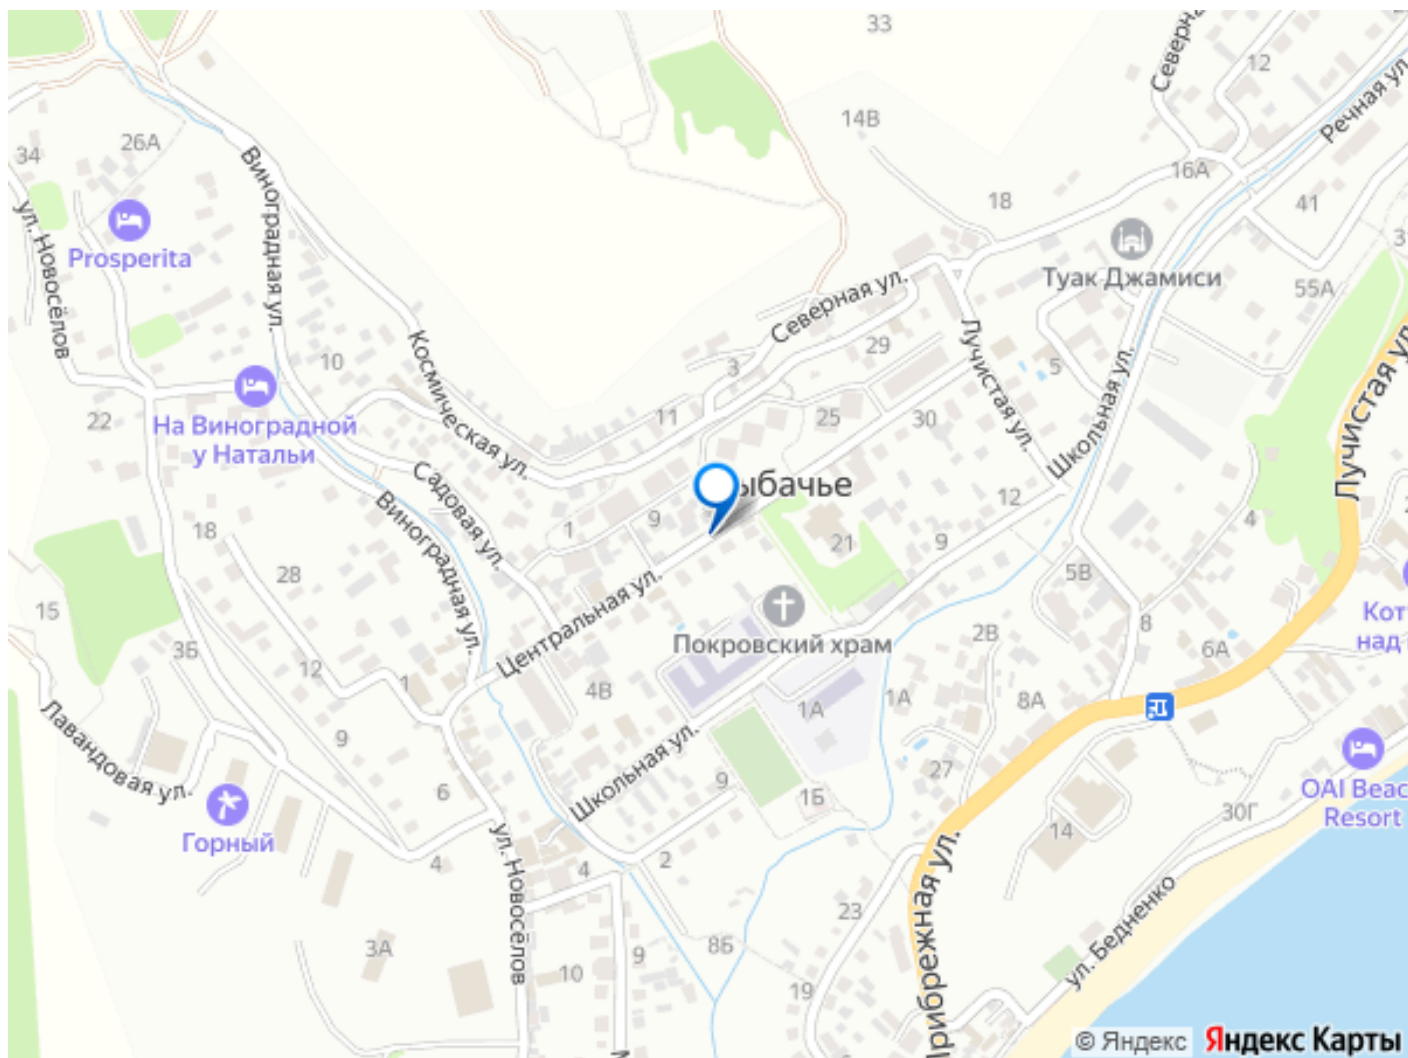 33
Северна
12
Речная ул.
14В
26А
34
16А
Виноградная ул.
18
41
ул. Новосёлов
Prosperita
Туак Джамиси
Северная ул.
55А
Лучистая ул.
29
10
Космическая ул.
3
5
Лучистая ул
Школьная ул.
11
22
На Виноградной
у Натальи
25
30
Садовая ул.
ыбачье
12
Виноградная ул.
18
1
9
4
21
9
28
5В
15
Центральная ул.
Кот
над
Покровский храм
2В
8
6А
3Б
12
1
4В
1А
8А
1А
Лавандовая ул.
9
Школьная ул.
OAI Beac
Resort
6
9
27
1Б
30Г
Горный
14
4
ул. Новосёлов
2
4
Прибрежная ул.
ул. Бедненко
23
3А
8Б
9
10
19
© Яндекс
Яндекс Карты